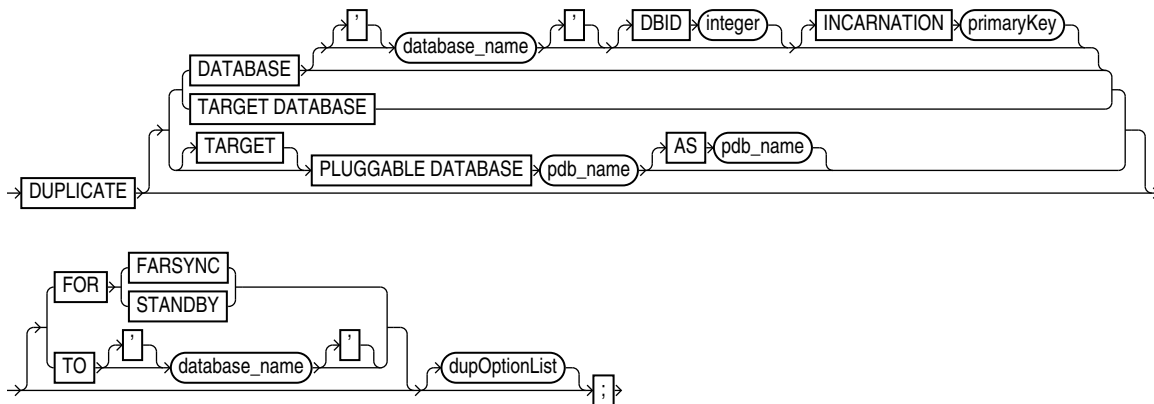 ' database_name ' DBID integer INCARNATION primaryKey
DATABASE
TARGET DATABASE
TARGET AS pdb_name
PLUGGABLE DATABASE pdb_name
DUPLICATE
FARSYNC
FOR
STANDBY
TO ' database_name '
dupOptionList
;